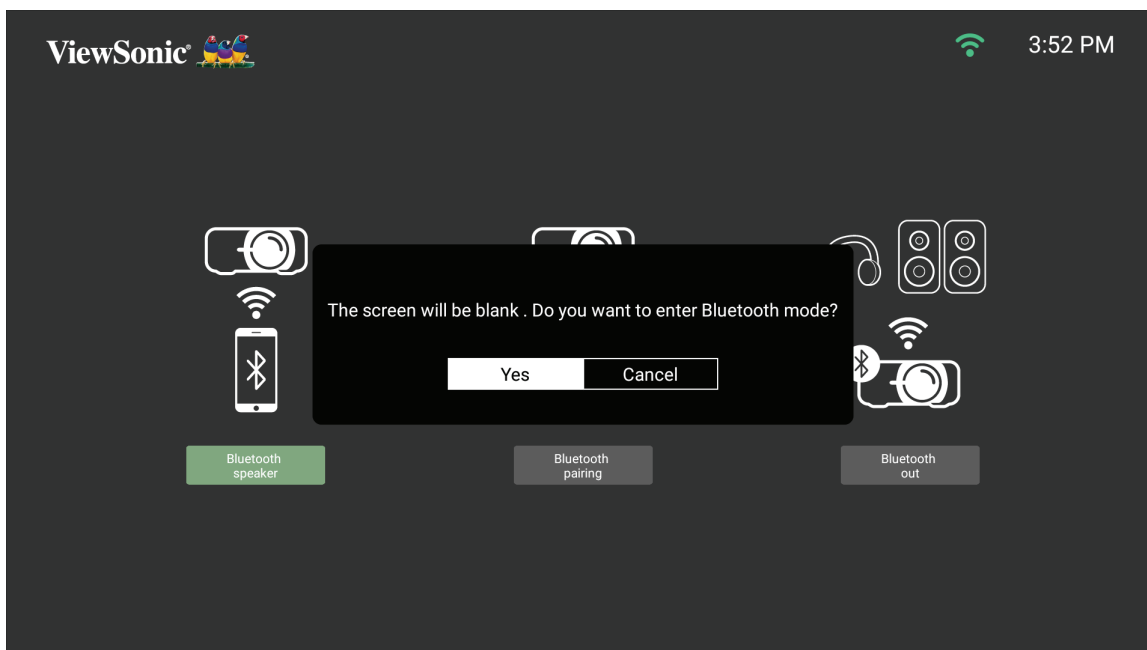 ViewSonic®
3:52 PM
The screen will be blank . Do you want to enter Bluetooth mode?
Yes
Cancel
Bluetooth
speaker
Bluetooth
pairing
Bluetooth
out